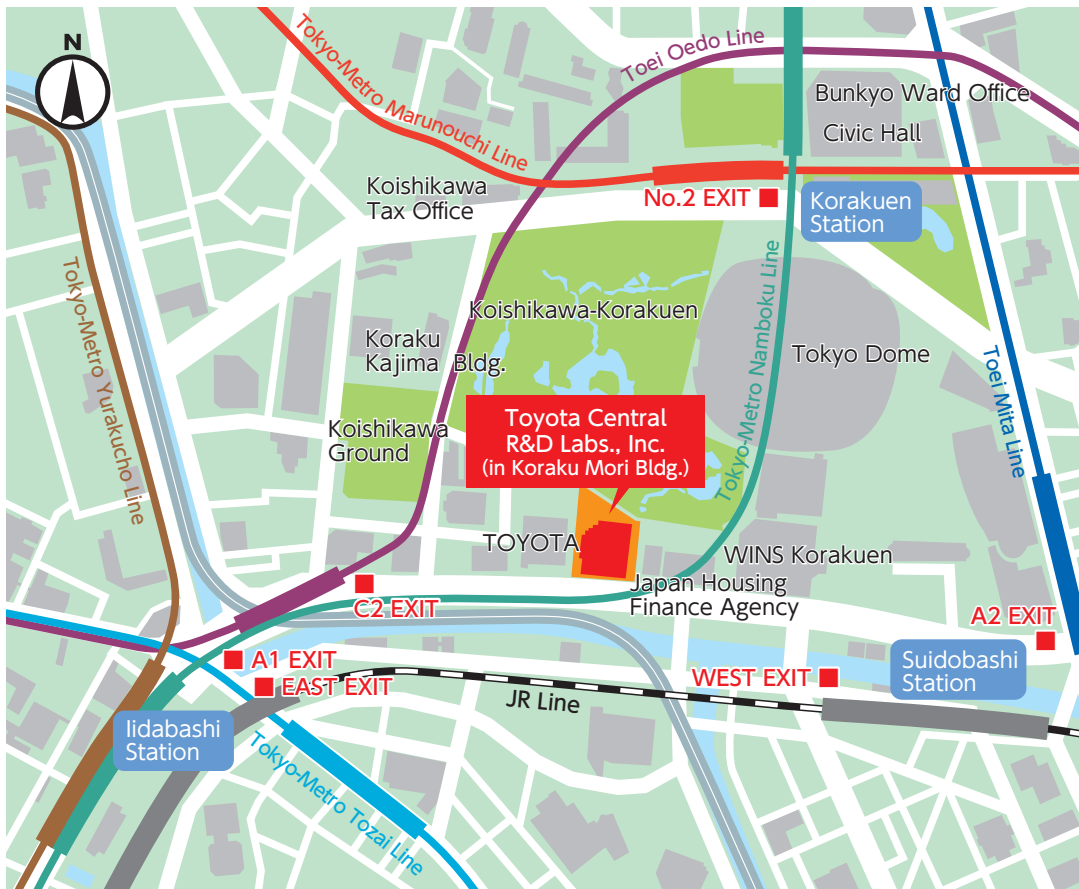 N
Tokyo-Metro Marunouchi Line
Toei Oedo Line
Bunkyo Ward Office
Civic Hall
Koishikawa
Tax Office
No.2 EXIT
Korakuen
Station
Tokyo-Metro Yurakucho Line
Koishikawa-Korakuen
Tokyo-Metro Namboku Line
Koraku
Kajima Bldg.
Tokyo Dome
Toei Mita Line
Toyota Central
R&D Labs., Inc.
(in Koraku Mori Bldg.)
Koishikawa
Ground
TOYOTA
WINS Korakuen
Japan Housing
Finance Agency
C2 EXIT
A2 EXIT
A1 EXIT
EAST EXIT
WEST EXIT
Suidobashi
Station
JR Line
Iidabashi
Station
Tokyo-Metro Tozai Line